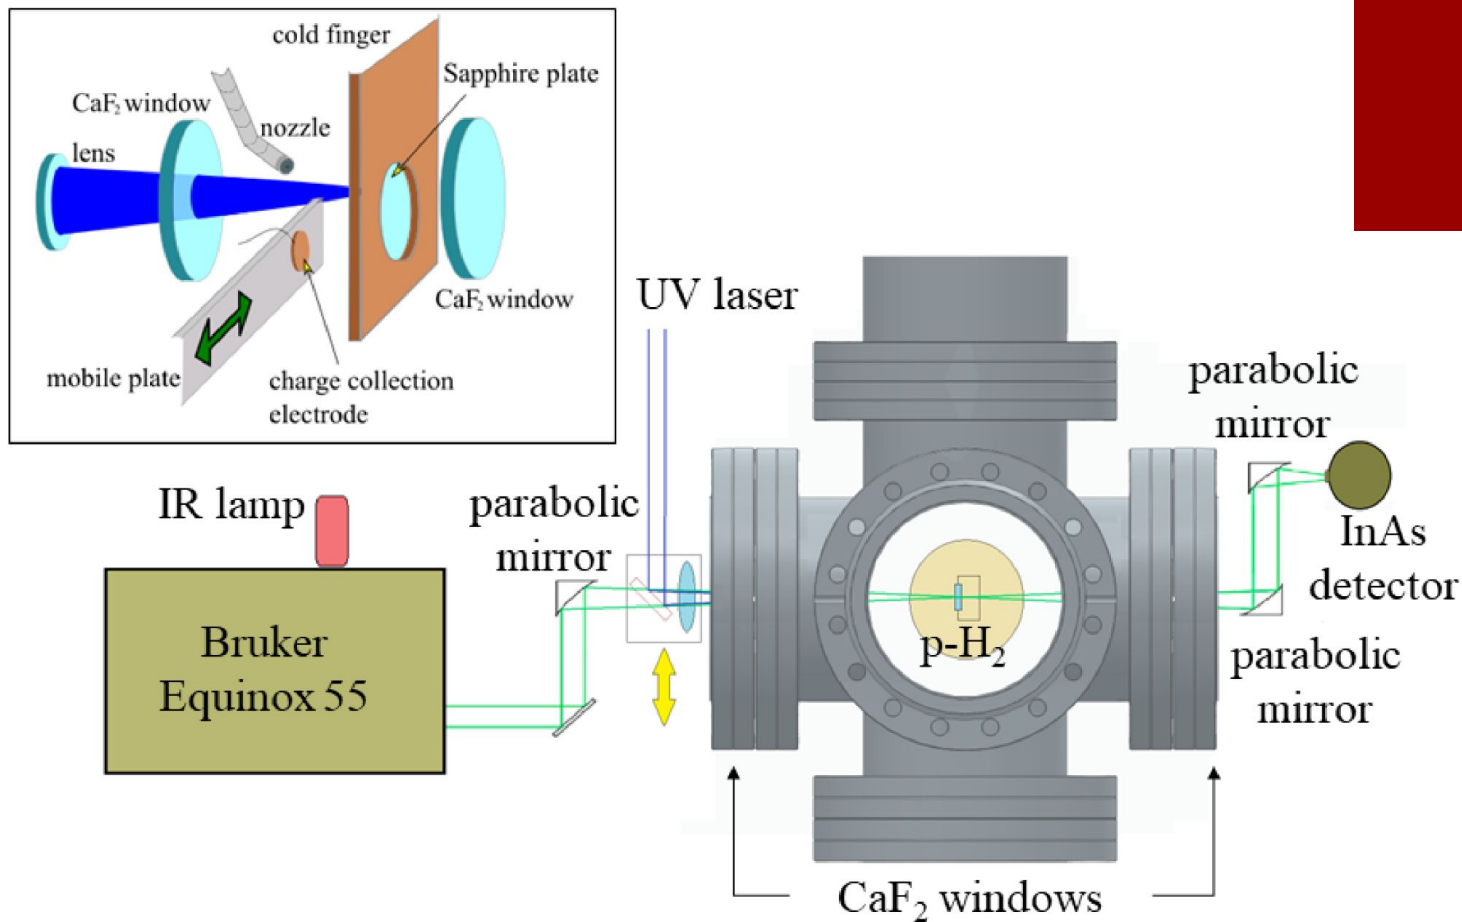 cold finger
Sapphire plate
CaF₂ window
nozzle
lens
CaF₂ window
mobile plate
charge collection
electrode
UV laser
parabolic
mirror
IR lamp
parabolic
mirror
InAs
detector
Bruker
Equinox 55
p-H₂
parabolic
mirror
CaF₂ windows